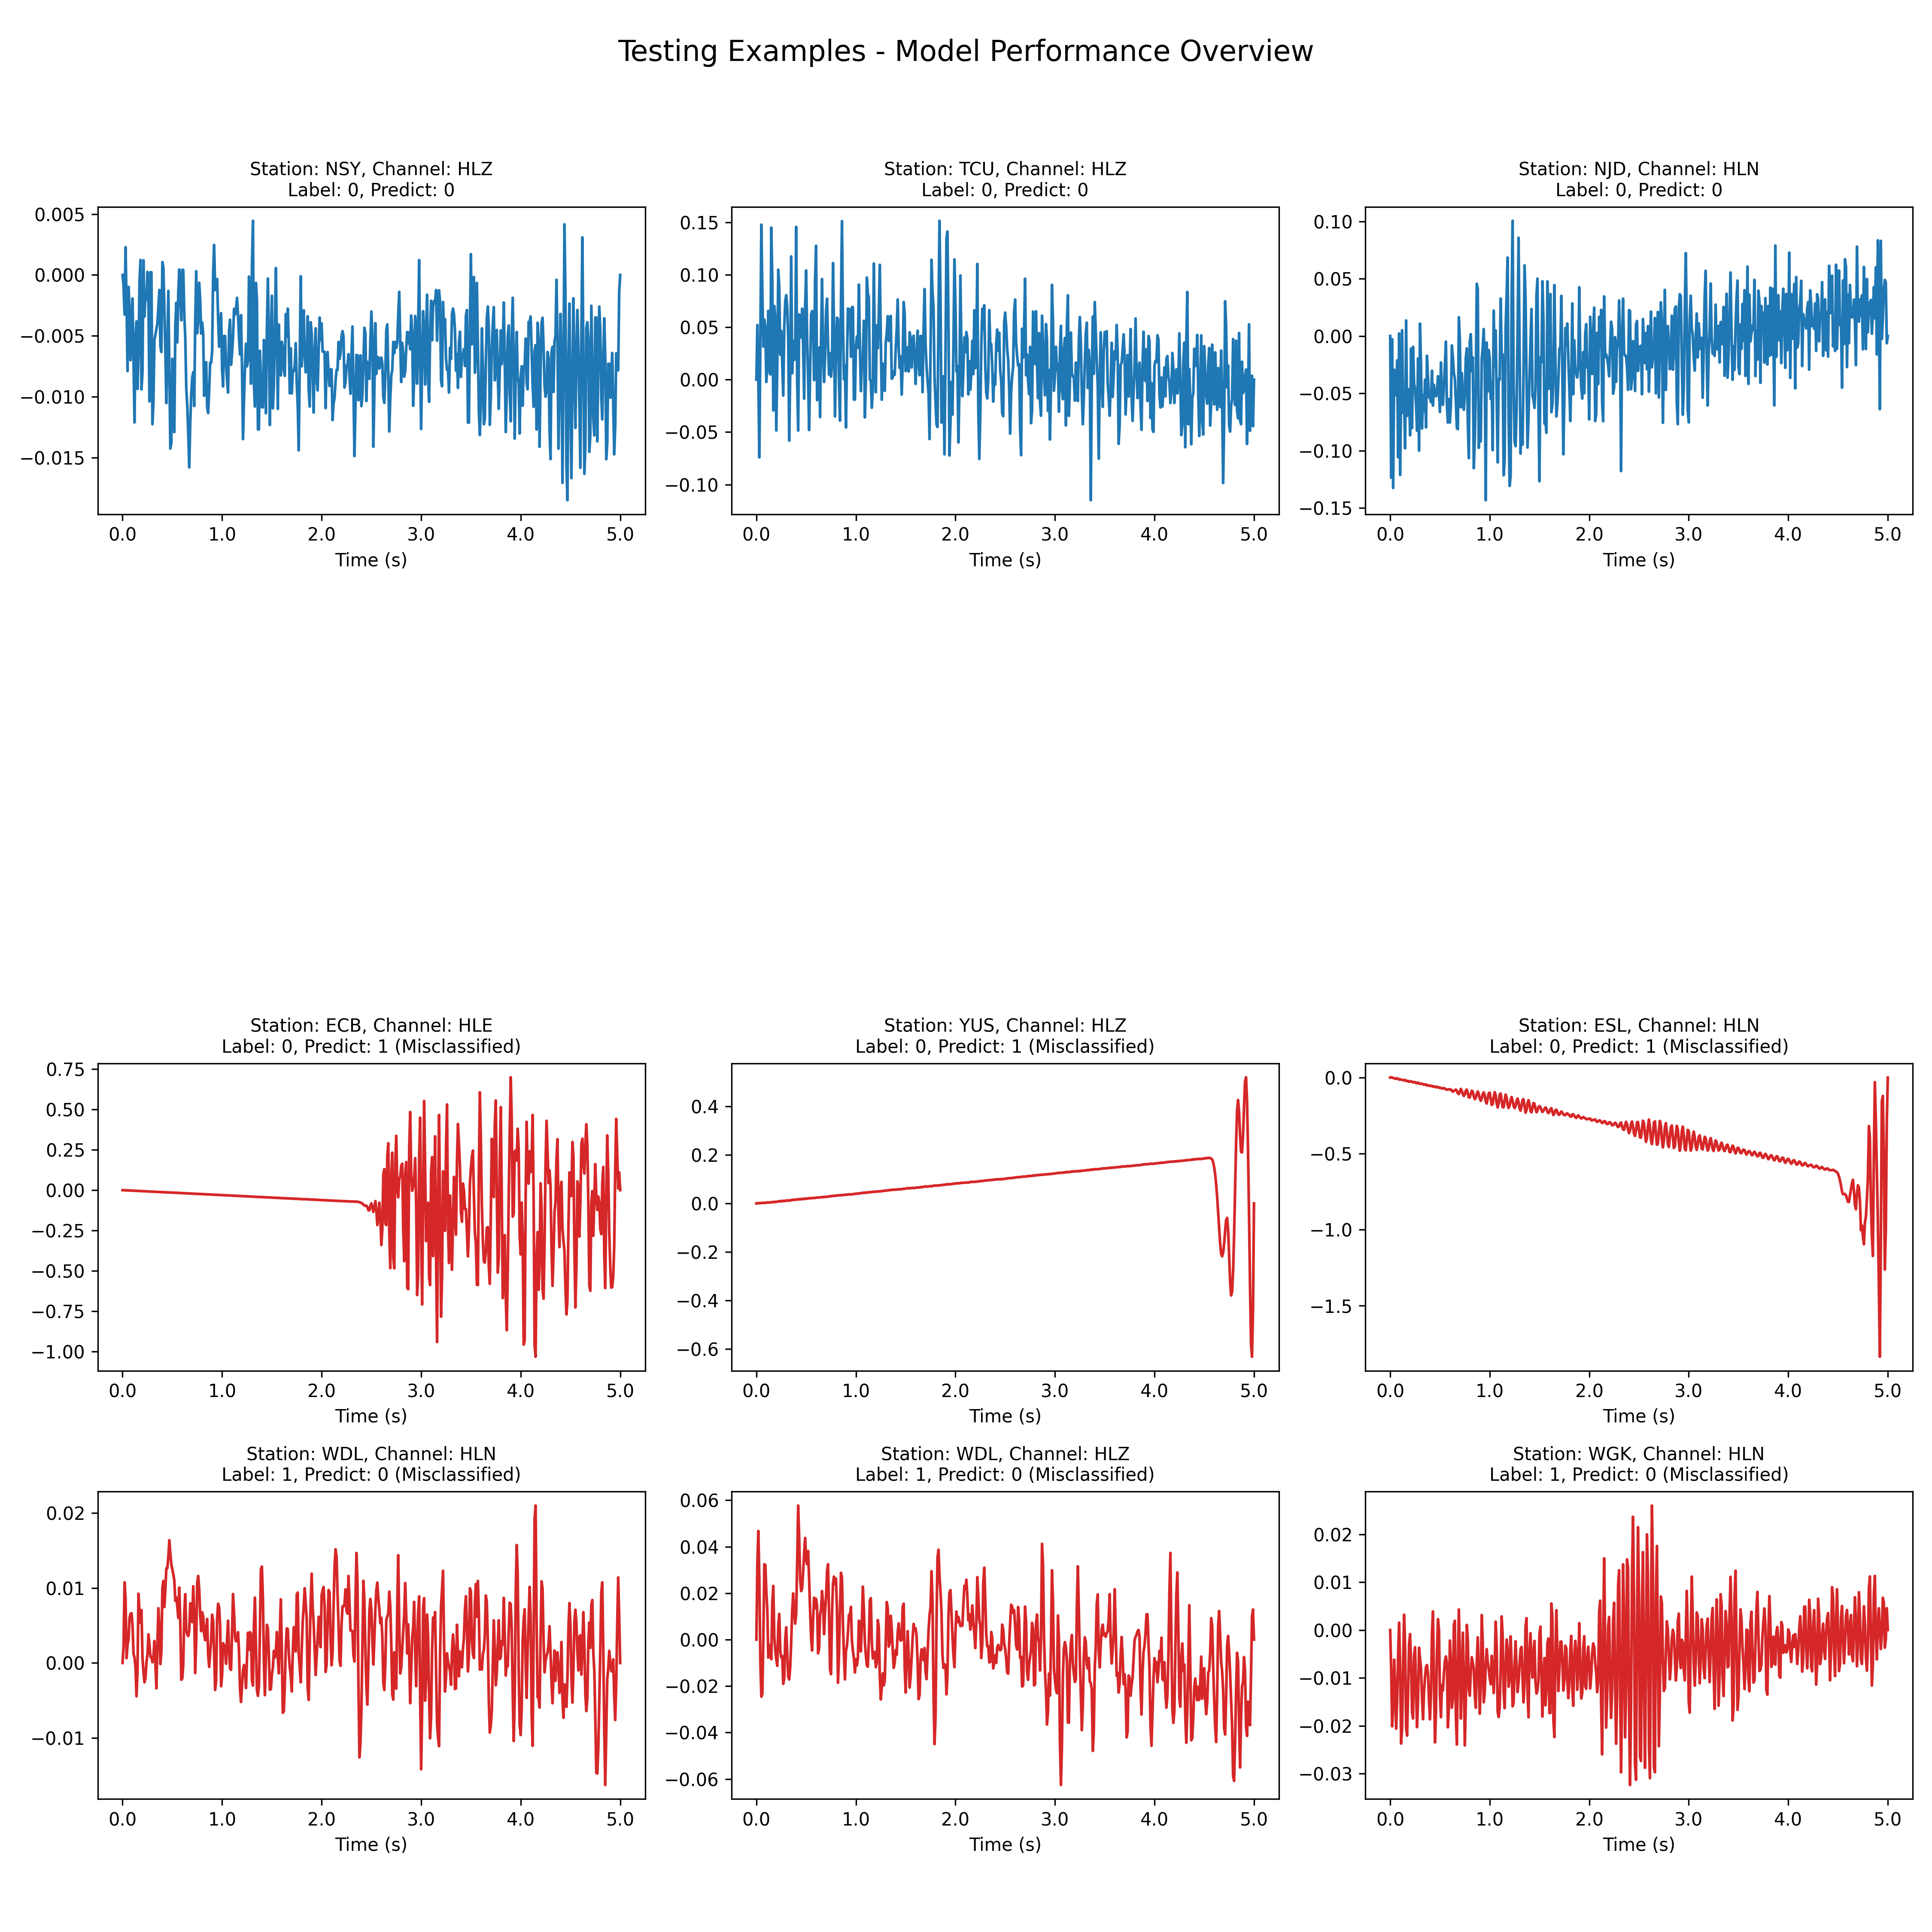 Testing Examples - Model Performance Overview
Station: NSY, Channel: HLZ
Label: 0, Predict: 0
0.005
0.000
−0.005
−0.010
−0.015
0.0 1.0 2.0 3.0 4.0 5.0
Time (s)
Station: TCU, Channel: HLZ
Label: 0, Predict: 0
0.15
0.10
0.05
0.00
−0.05
−0.10
0.0 1.0 2.0 3.0 4.0 5.0
Time (s)
Station: NJD, Channel: HLN
Label: 0, Predict: 0
0.10
0.05
0.00
−0.05
−0.10
−0.15
0.0 1.0 2.0 3.0 4.0 5.0
Time (s)
Station: ECB, Channel: HLE
Label: 0, Predict: 1 (Misclassified)
0.75
0.50
0.25
0.00
−0.25
−0.50
−0.75
−1.00
0.0 1.0 2.0 3.0 4.0 5.0
Time (s)
Station: YUS, Channel: HLZ
Label: 0, Predict: 1 (Misclassified)
0.4
0.2
0.0
−0.2
−0.4
−0.6
0.0 1.0 2.0 3.0 4.0 5.0
Time (s)
Station: ESL, Channel: HLN
Label: 0, Predict: 1 (Misclassified)
0.0
−0.5
−1.0
−1.5
0.0 1.0 2.0 3.0 4.0 5.0
Time (s)
Station: WDL, Channel: HLN
Label: 1, Predict: 0 (Misclassified)
0.02
0.01
0.00
−0.01
0.0 1.0 2.0 3.0 4.0 5.0
Time (s)
Station: WDL, Channel: HLZ
Label: 1, Predict: 0 (Misclassified)
0.06
0.04
0.02
0.00
−0.02
−0.04
−0.06
0.0 1.0 2.0 3.0 4.0 5.0
Time (s)
Station: WGK, Channel: HLN
Label: 1, Predict: 0 (Misclassified)
0.02
0.01
0.00
−0.01
−0.02
−0.03
0.0 1.0 2.0 3.0 4.0 5.0
Time (s)